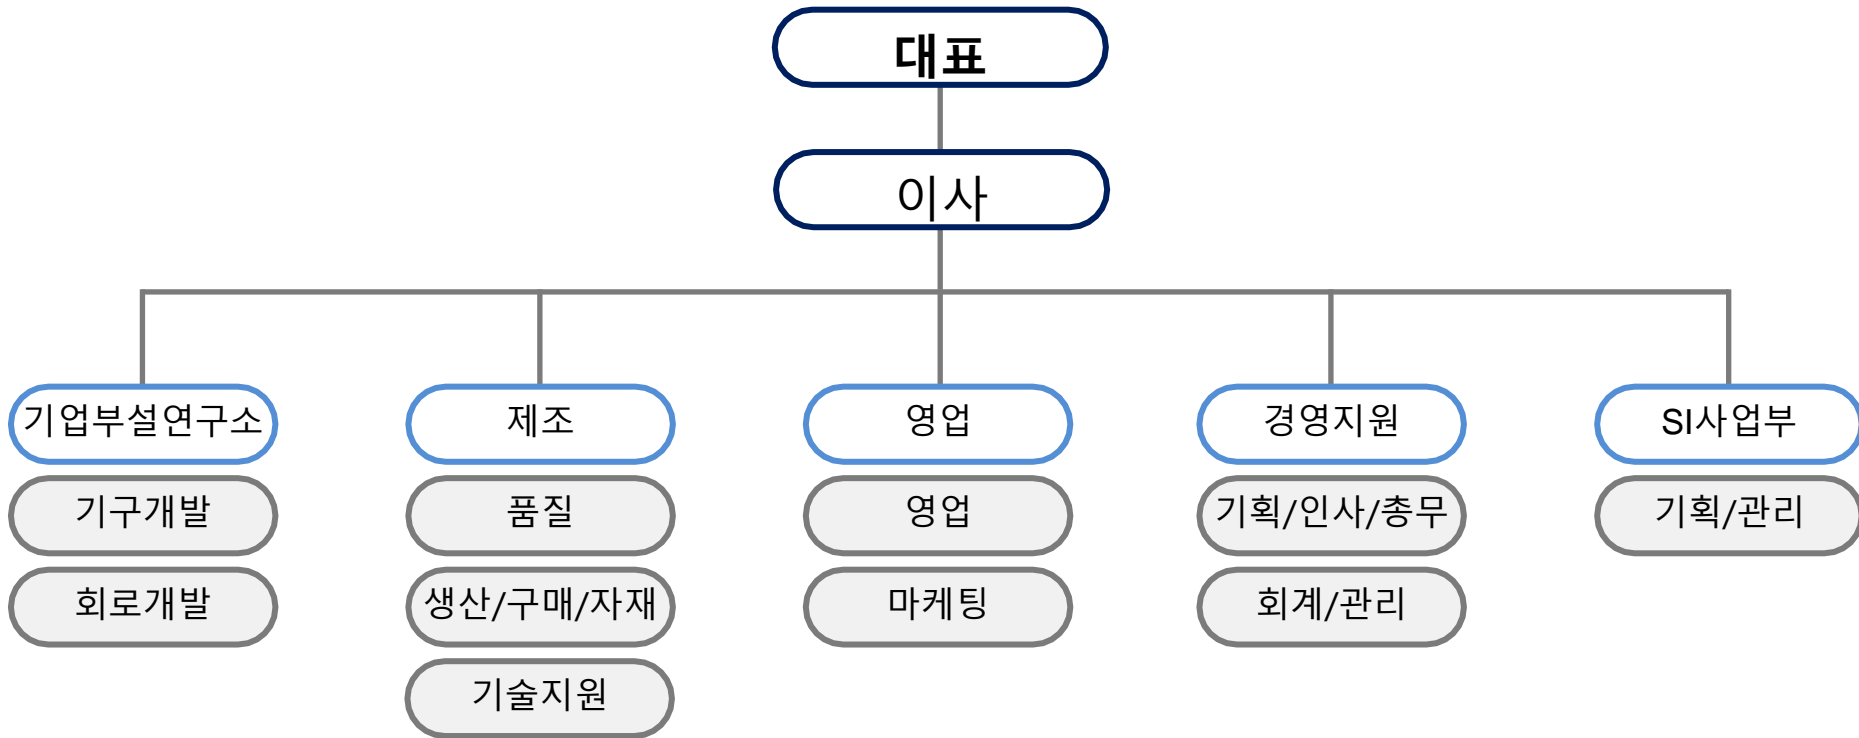 대표
이사
기업부설연구소
제조
영업
경영지원
SI사업부
기구개발
품질
영업
기획/인사/총무
기획/관리
회로개발
생산/구매/자재
마케팅
회계/관리
기술지원